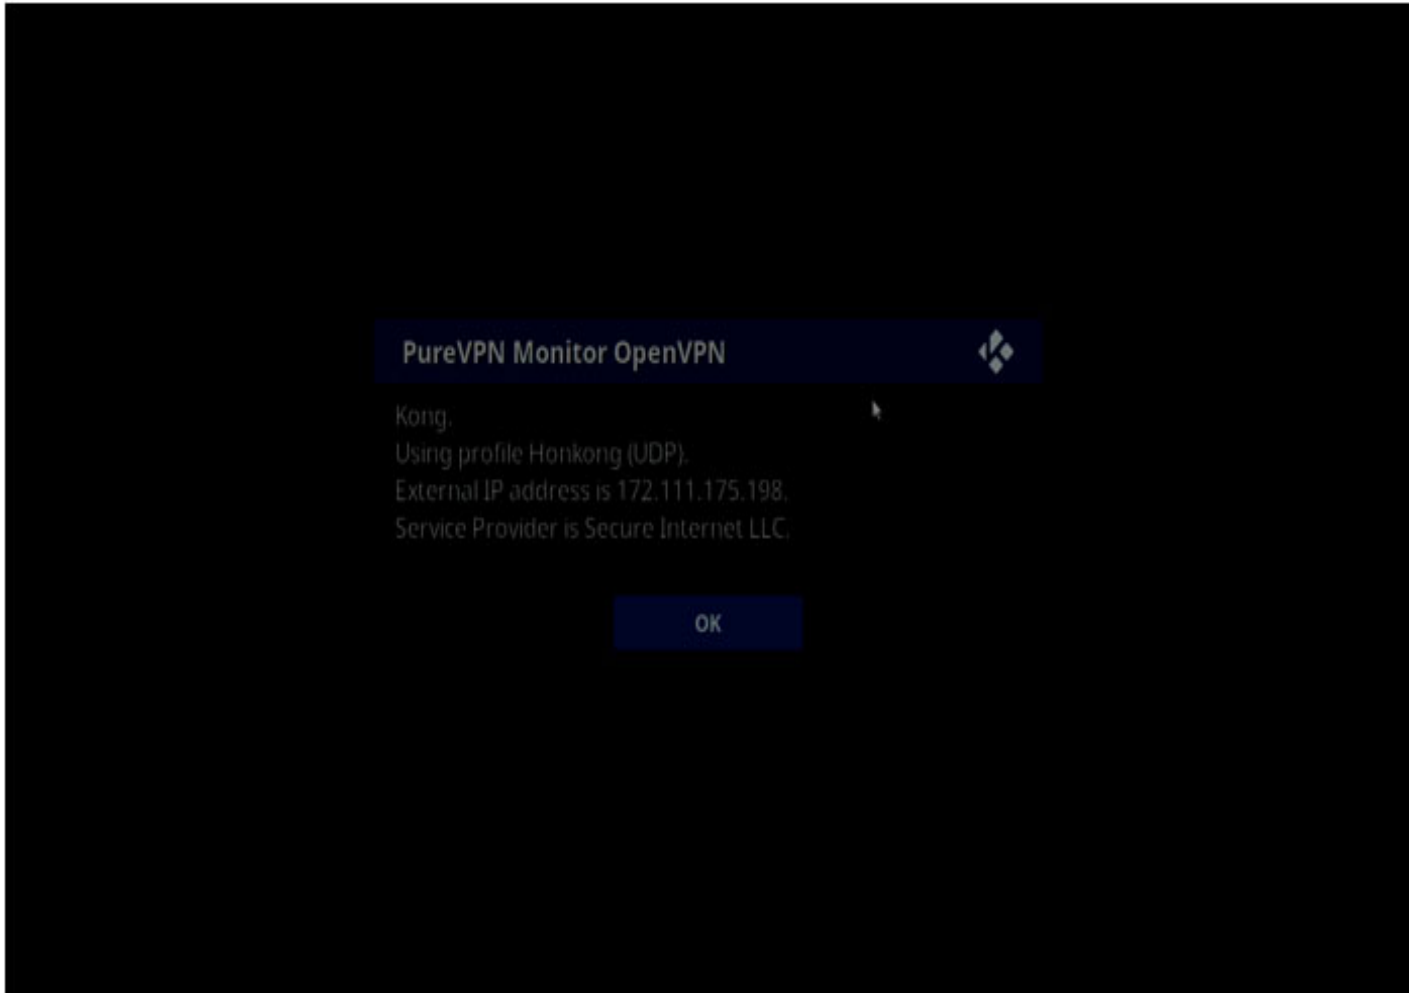 PureVPN Monitor OpenVPN
Kong.
Using profile Honkong (UDP).
External IP address is 172.111.175.198.
Service Provider is Secure Internet LLC.
OK